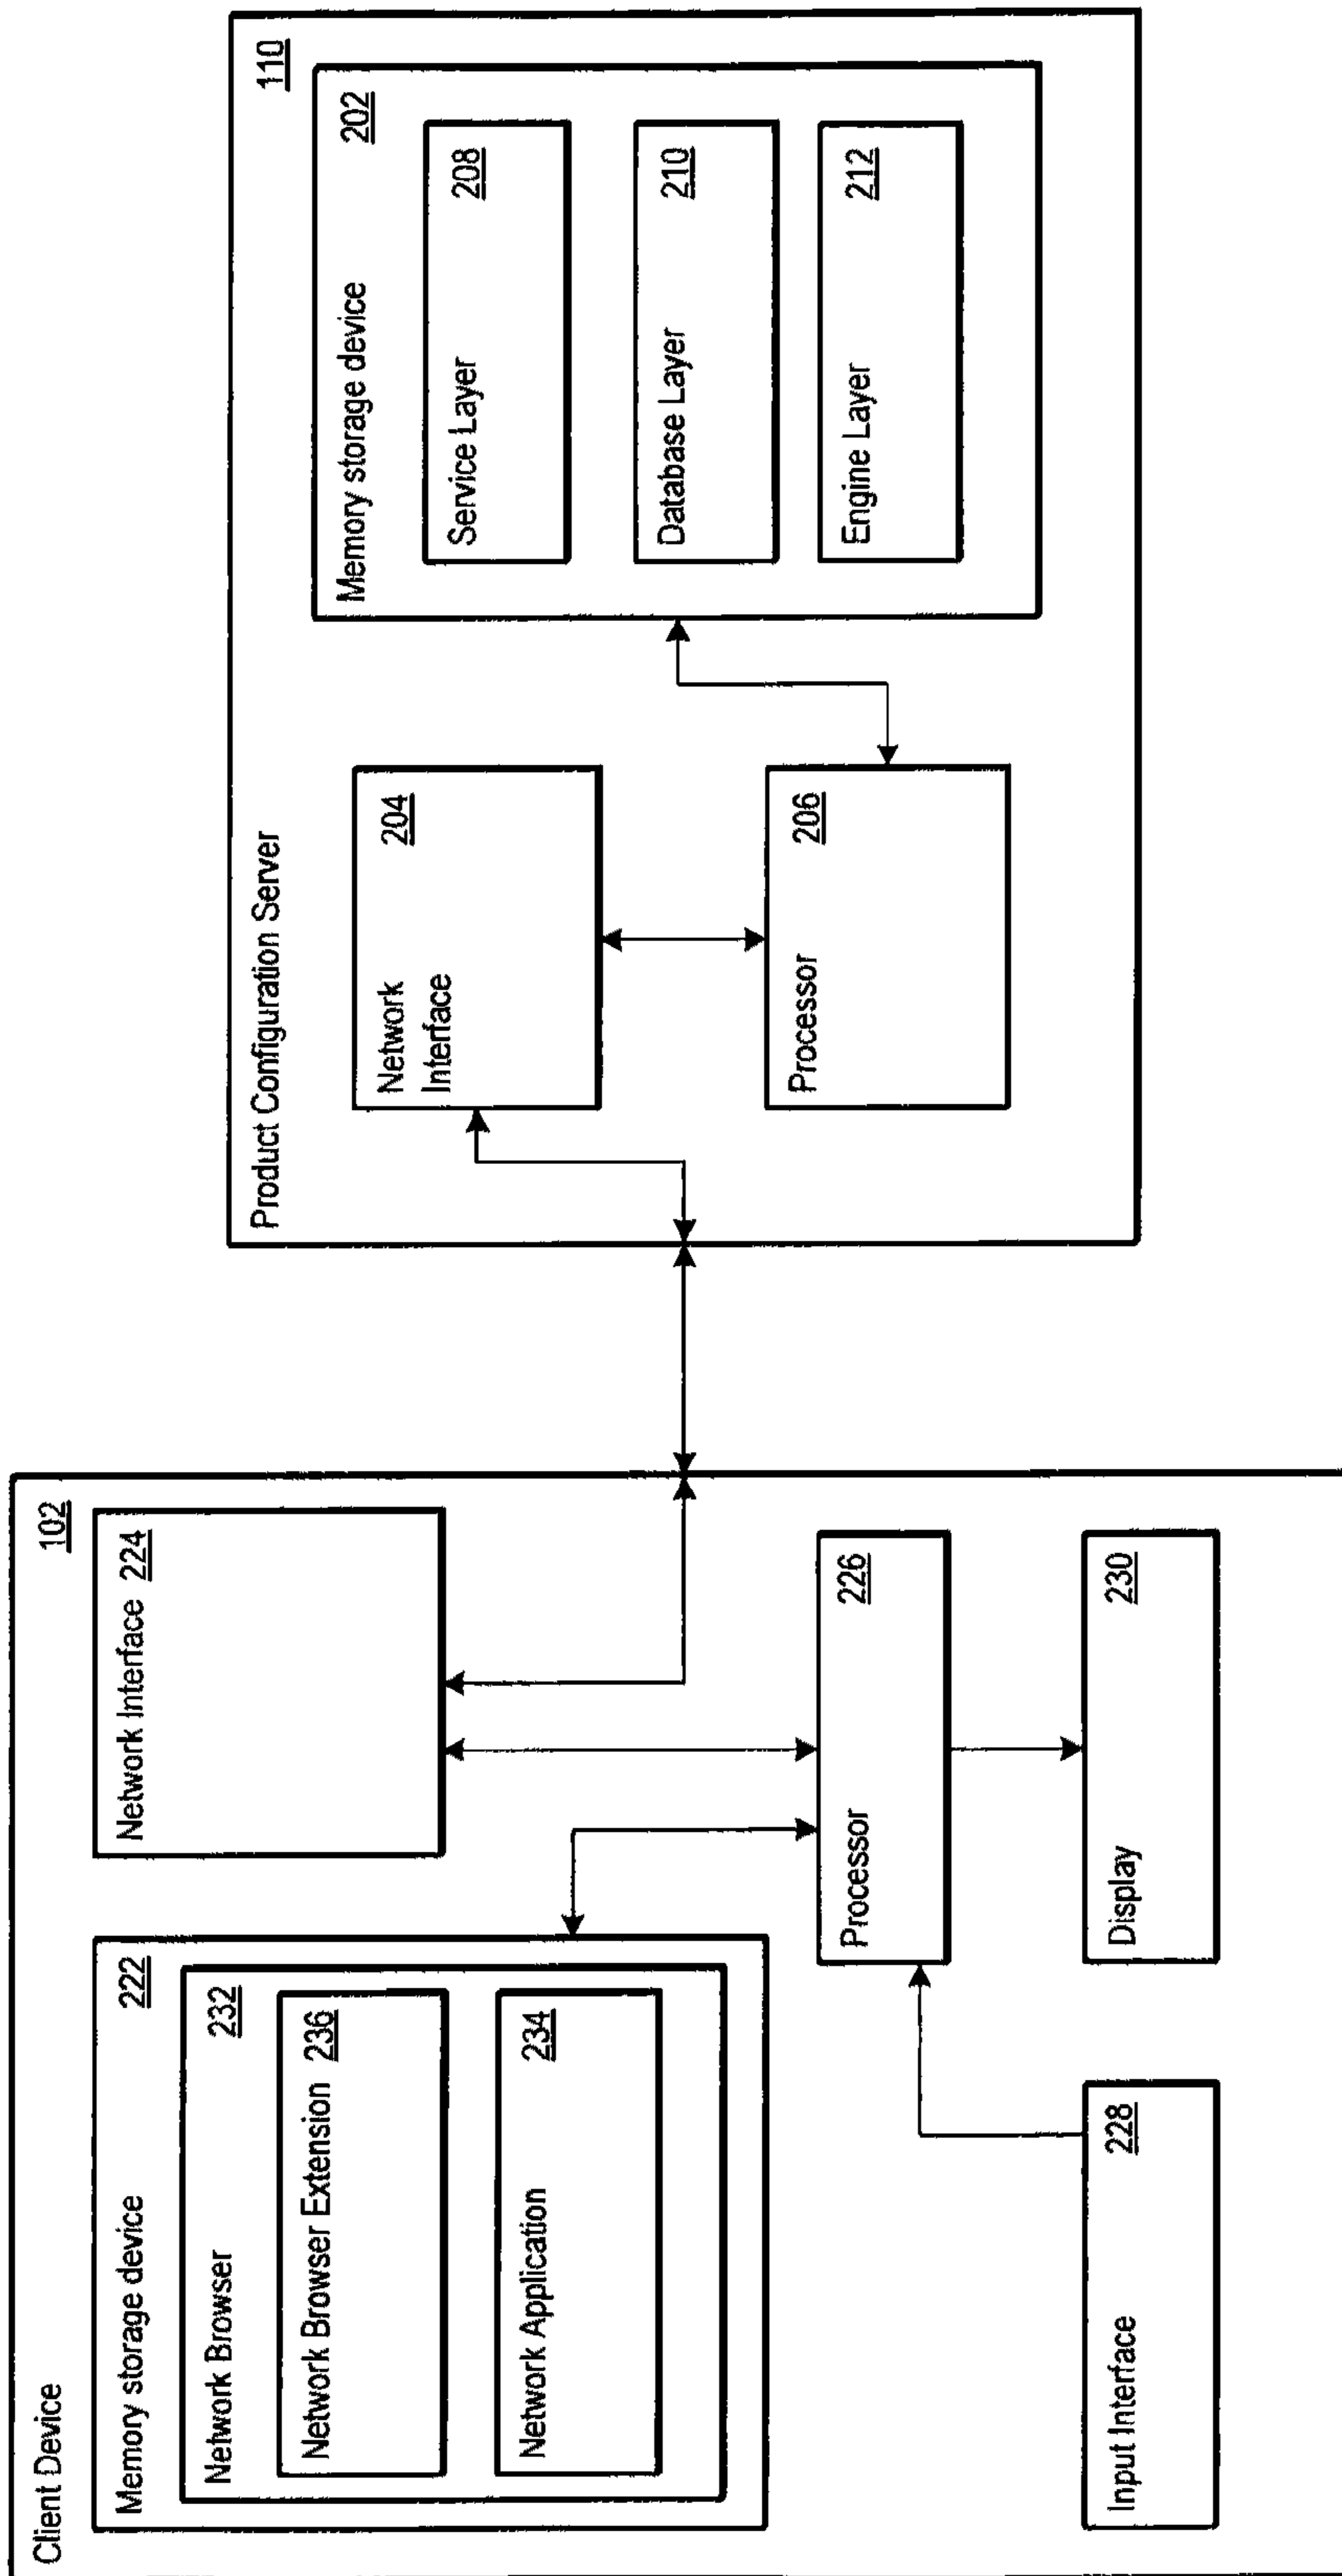 Client Device
102
Memory storage device
222
Network Browser
232
Network Browser Extension
236
Network Application
234
Network Interface
224
Processor
226
Input Interface
228
Display
230
Product Configuration Server
110
Network
Interface
204
Processor
206
Memory storage device
202
Service Layer
208
Database Layer
210
Engine Layer
212